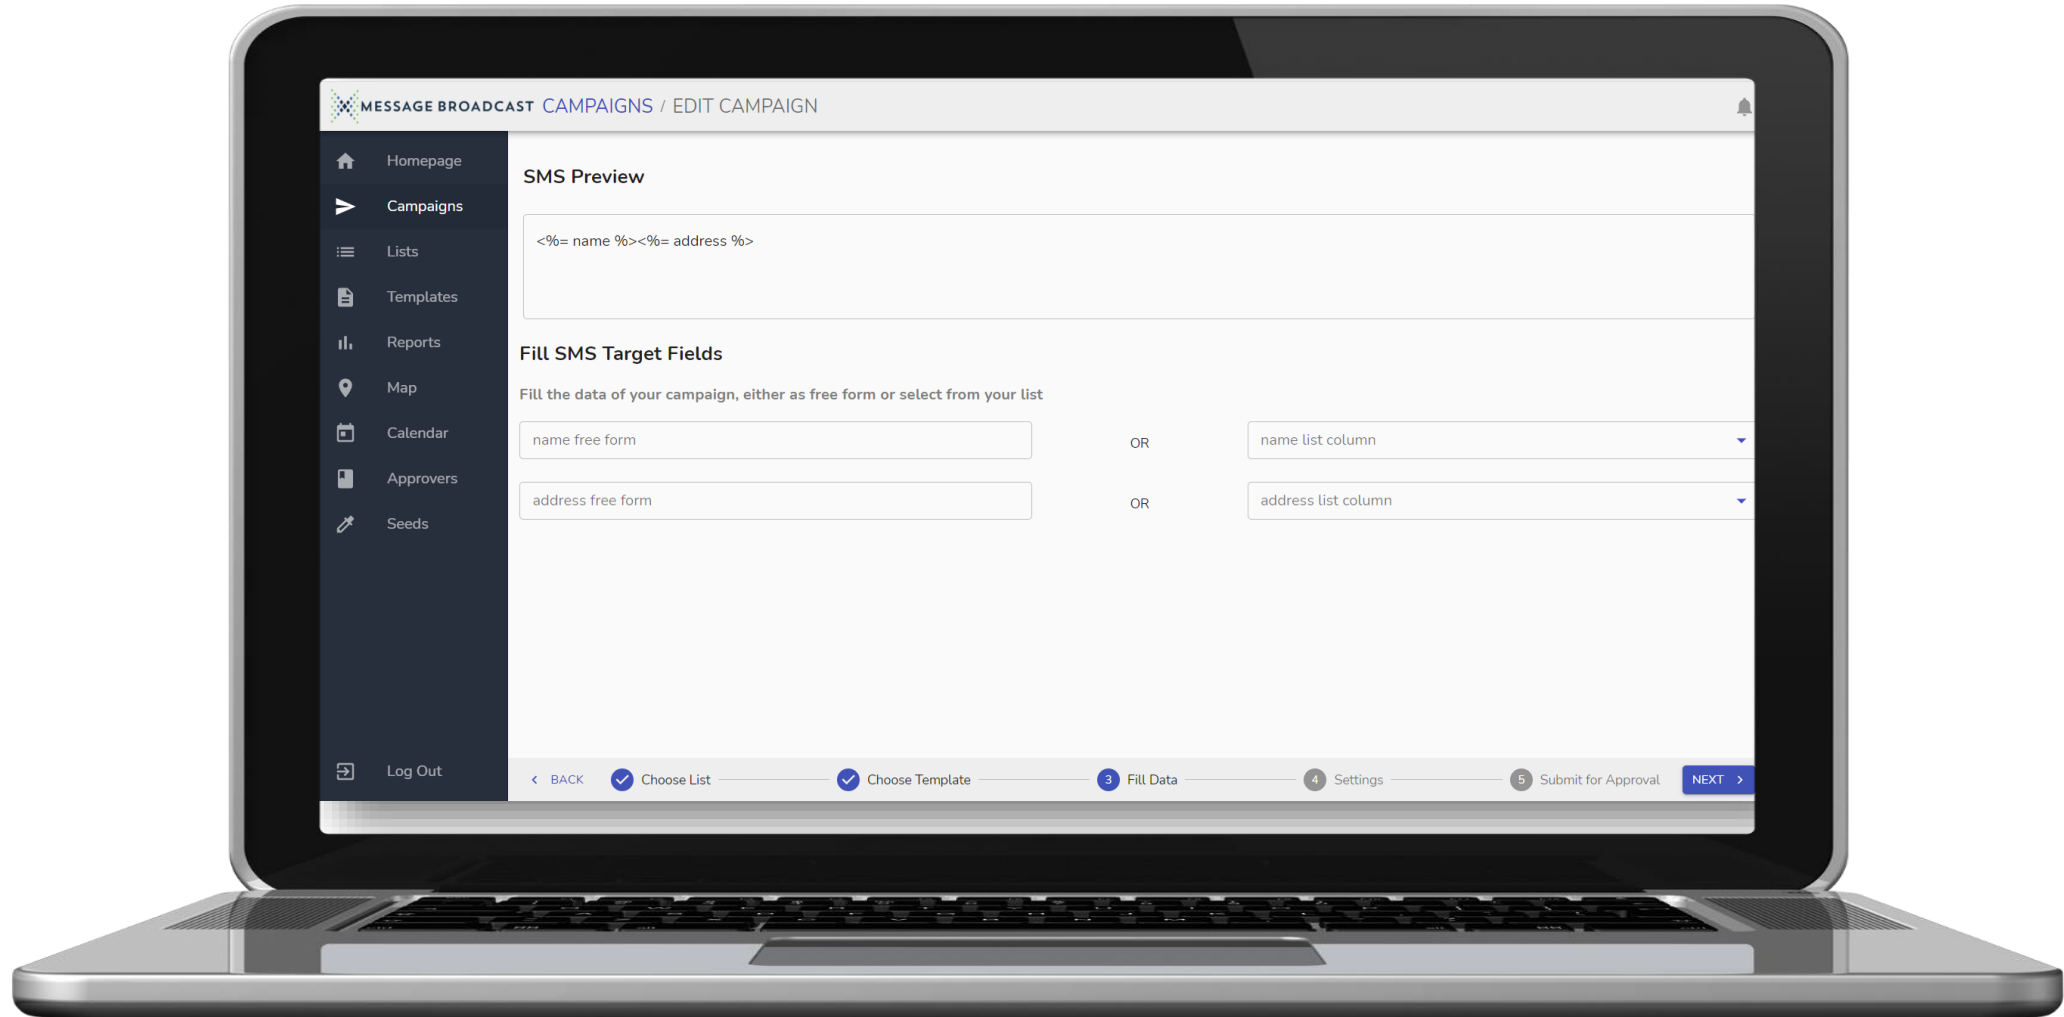 MESSAGE BROADCAST CAMPAIGNS / EDIT CAMPAIGN
Homepage
Campaigns
Lists
Templates
Reports
Map
Calendar
Approvers
Seeds
Log Out
SMS Preview
<%= name %><%= address %>
Fill SMS Target Fields
Fill the data of your campaign, either as free form or select from your list
name free form OR name list column
address free form OR address list column
BACK Choose List Choose Template 3 Fill Data 4 Settings 5 Submit for Approval NEXT